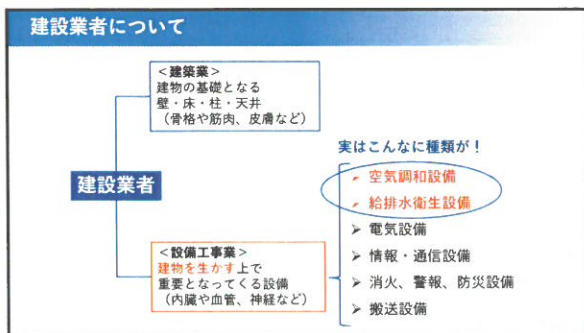 建設業者について
<建築業>
建物の基礎となる
壁・床・柱・天井
(骨格や筋肉、皮膚など)
建設業者
<設備工事業>
建物を生かす上で
重要となってくる設備
(内臓や血管、神経など)
実はこんなに種類が!
➢ 空気調和設備
➢ 給排水衛生設備
➢ 電気設備
➢ 情報・通信設備
➢ 消火、警報、防災設備
➢ 搬送設備